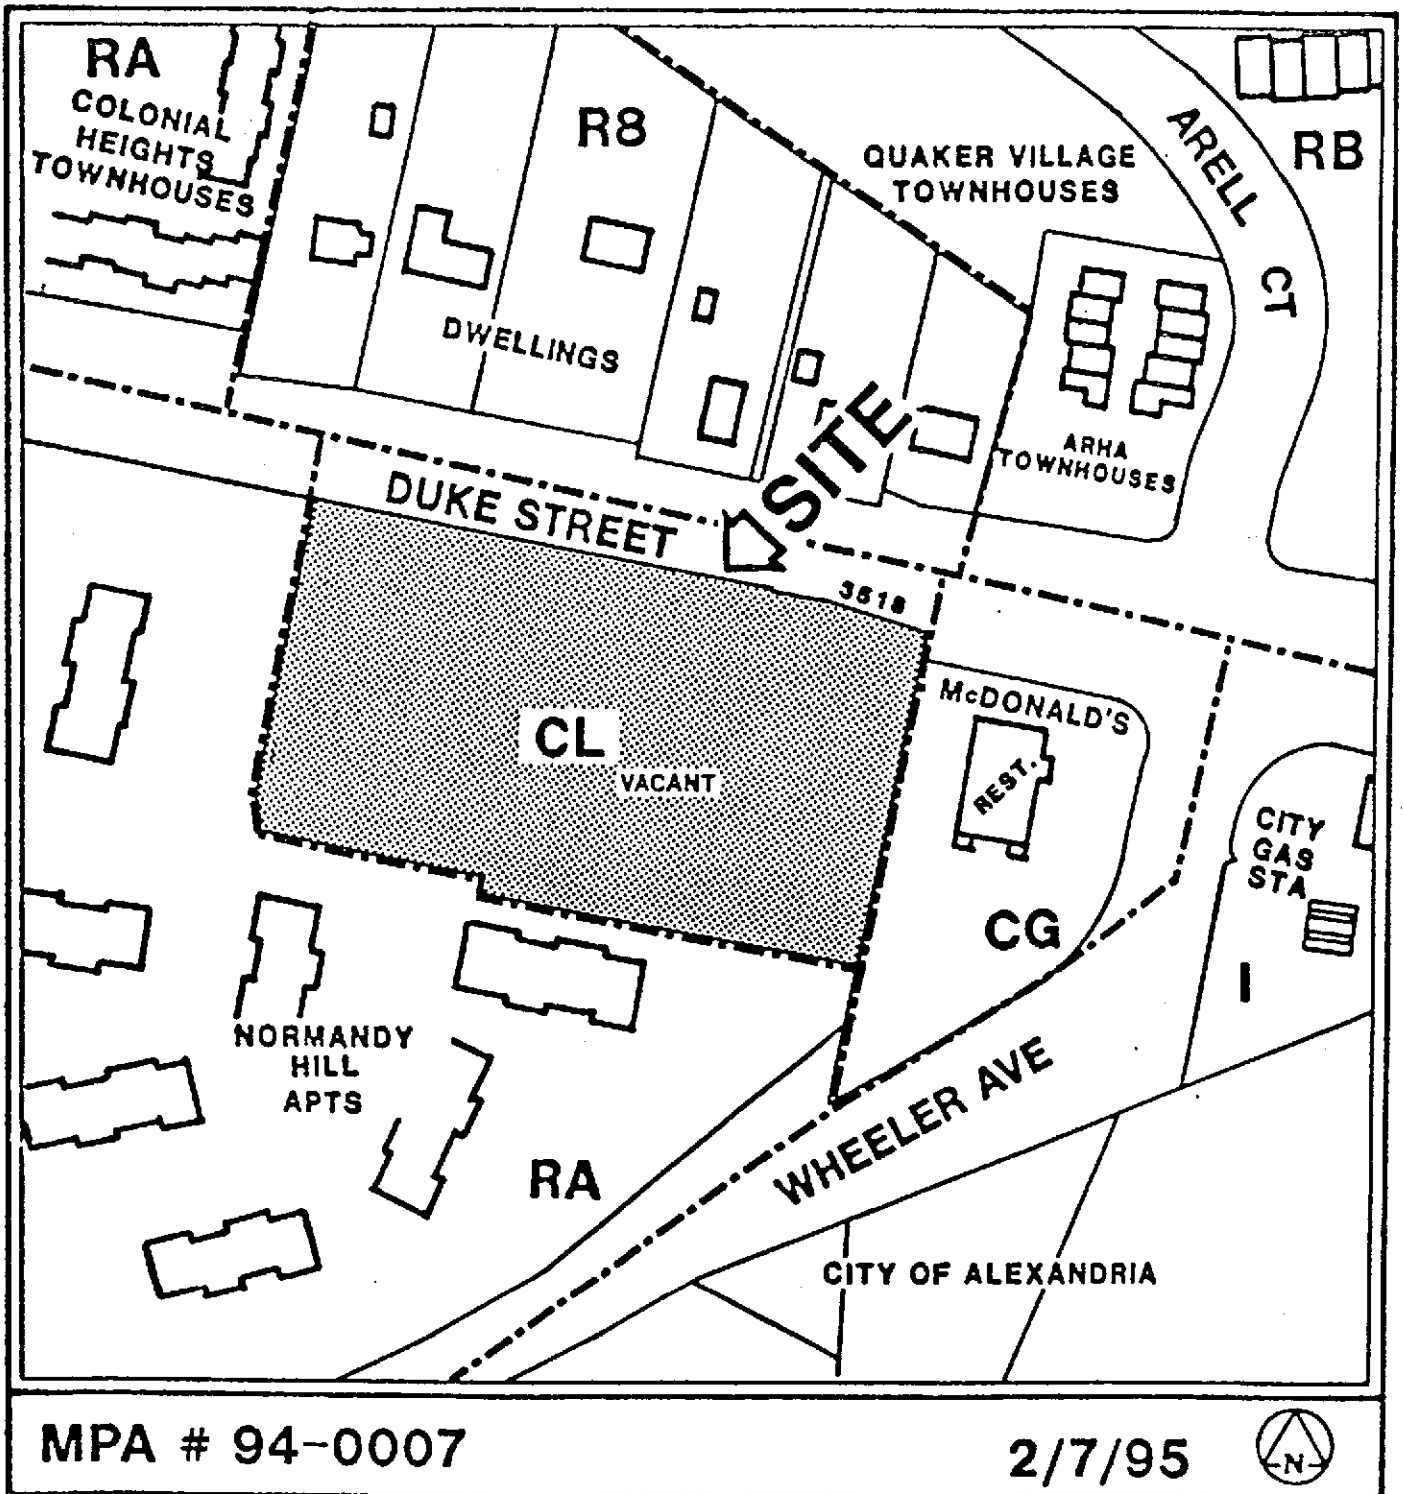 RA
COLONIAL
HEIGHTS
TOWNHOUSES
R8
QUAKER VILLAGE
TOWNHOUSES
ARELL CT
RB
DWELLINGS
ARHA
TOWNHOUSES
SITE
DUKE STREET
3518
McDONALD'S
REST.
CL
VACANT
CITY
GAS
STA
CG
I
NORMANDY
HILL
APTS
RA
WHEELER AVE
CITY OF ALEXANDRIA
MPA # 94-0007
2/7/95
N